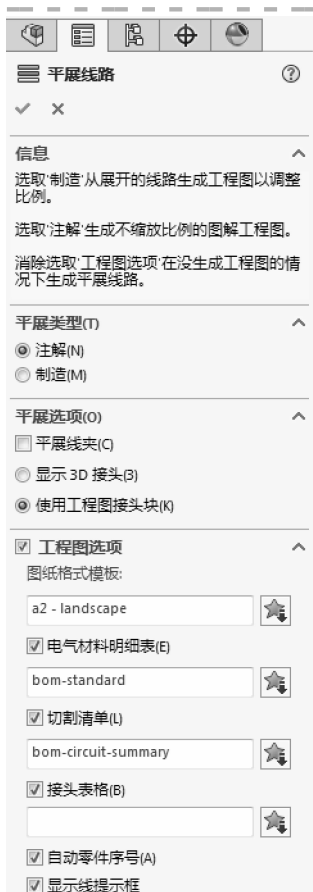 平展线路
信息
选取'制造'从展开的线路生成工程图以调整
比例。
选取'注解'生成不缩放比例的图解工程图。
消除选取'工程图选项'在没生成工程图的情
况下生成平展线路。
平展类型(T)
注解(N)
制造(M)
平展选项(O)
平展线夹(C)
显示 3D 接头(3)
使用工程图接头块(K)
工程图选项
图纸格式模板:
a2 - landscape
电气材料明细表(E)
bom-standard
切割清单(L)
bom-circuit-summary
接头表格(B)
自动零件序号(A)
显示线提示框